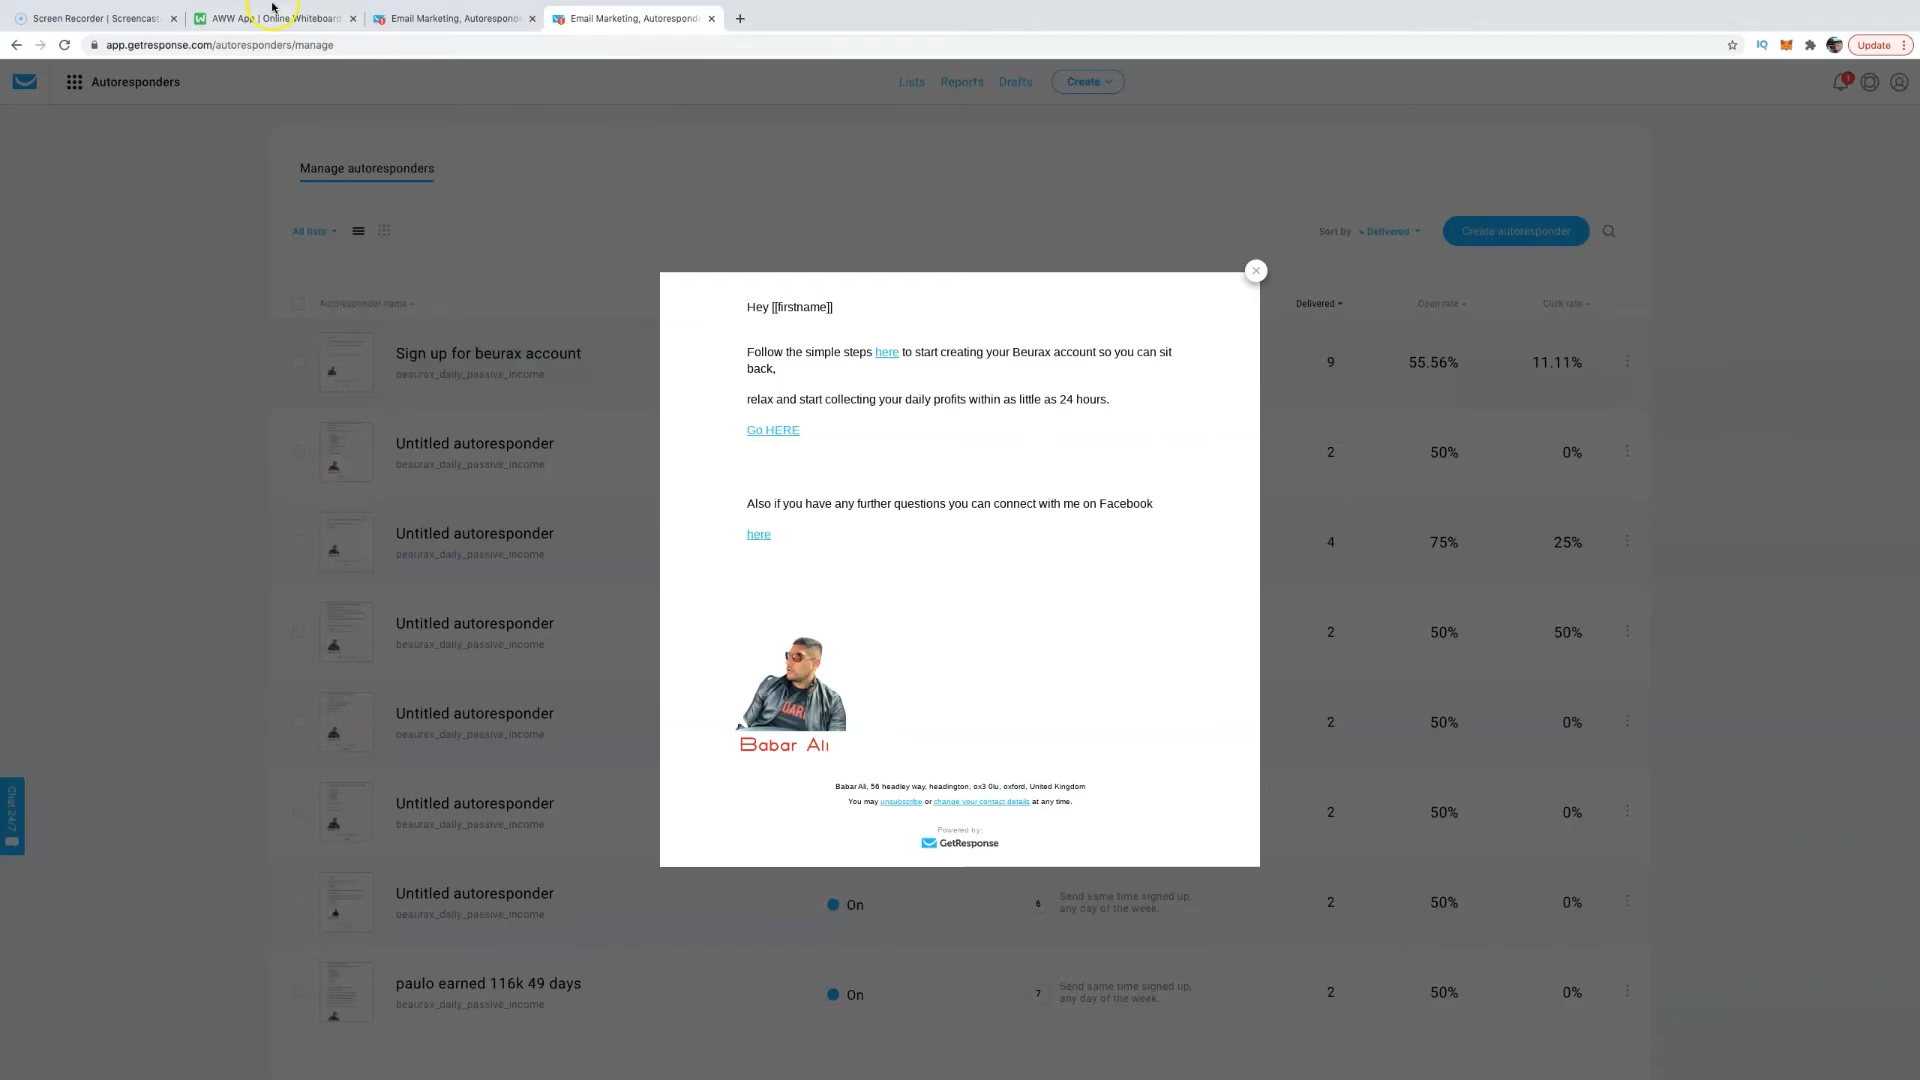 Screen Recorder | Screencast
AWW App | Online Whiteboard
Email Marketing, Autoresponde
Email Marketing, Autoresponde
app.getresponse.com/autoresponders/manage
IQ
Update
Autoresponders
Lists
Reports
Drafts
Create
1
Manage autoresponders
All lists
Sort by
Delivered
Create autoresponder
Autoresponder name
Delivered
Open rate
Click rate
Sign up for beurax account
beaurax_daily_passive_income
9
55.56%
11.11%
Untitled autoresponder
beaurax_daily_passive_income
2
50%
0%
Untitled autoresponder
beaurax_daily_passive_income
4
75%
25%
Untitled autoresponder
beaurax_daily_passive_income
2
50%
50%
Untitled autoresponder
beaurax_daily_passive_income
2
50%
0%
Untitled autoresponder
beaurax_daily_passive_income
2
50%
0%
Untitled autoresponder
beaurax_daily_passive_income
On
6
Send same time signed up,
any day of the week.
2
50%
0%
paulo earned 116k 49 days
beaurax_daily_passive_income
On
7
Send same time signed up,
any day of the week.
2
50%
0%
Chat 24/7
Hey [[firstname]]
Follow the simple steps here to start creating your Beurax account so you can sit
back,
relax and start collecting your daily profits within as little as 24 hours.
Go HERE
Also if you have any further questions you can connect with me on Facebook
here
Babar Ali
Babar Ali, 56 headley way, headington, ox3 0lu, oxford, United Kingdom
You may unsubscribe or change your contact details at any time.
Powered by:
GetResponse